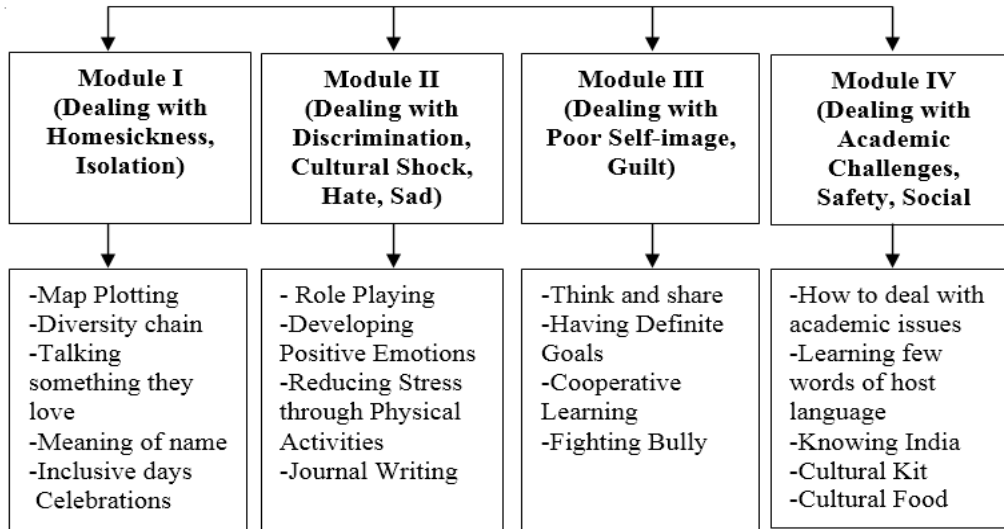 Module I
(Dealing with
Homesickness,
Isolation)
Module II
(Dealing with
Discrimination,
Cultural Shock,
Hate, Sad)
Module III
(Dealing with
Poor Self-image,
Guilt)
Module IV
(Dealing with
Academic
Challenges,
Safety, Social
-Map Plotting
-Diversity chain
-Talking
something they
love
-Meaning of name
-Inclusive days
Celebrations
- Role Playing
-Developing
Positive Emotions
-Reducing Stress
through Physical
Activities
-Journal Writing
-Think and share
-Having Definite
Goals
-Cooperative
Learning
-Fighting Bully
-How to deal with
academic issues
-Learning few
words of host
language
-Knowing India
-Cultural Kit
-Cultural Food